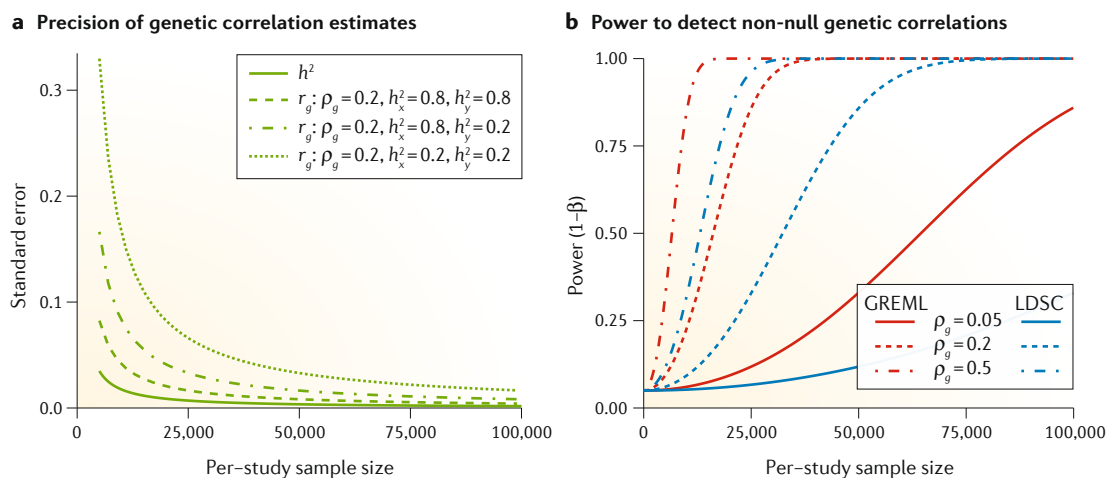 a Precision of genetic correlation estimates
0.3
0.2
0.1
0.0
Standard error
h²
r_g: ρ_g = 0.2, h²_x = 0.8, h²_y = 0.8
r_g: ρ_g = 0.2, h²_x = 0.8, h²_y = 0.2
r_g: ρ_g = 0.2, h²_x = 0.2, h²_y = 0.2
0 25,000 50,000 75,000 100,000
Per–study sample size
b Power to detect non-null genetic correlations
1.00
0.75
0.50
0.25
0.00
Power (1–β)
GREML LDSC
ρ_g = 0.05
ρ_g = 0.2
ρ_g = 0.5
0 25,000 50,000 75,000 100,000
Per–study sample size